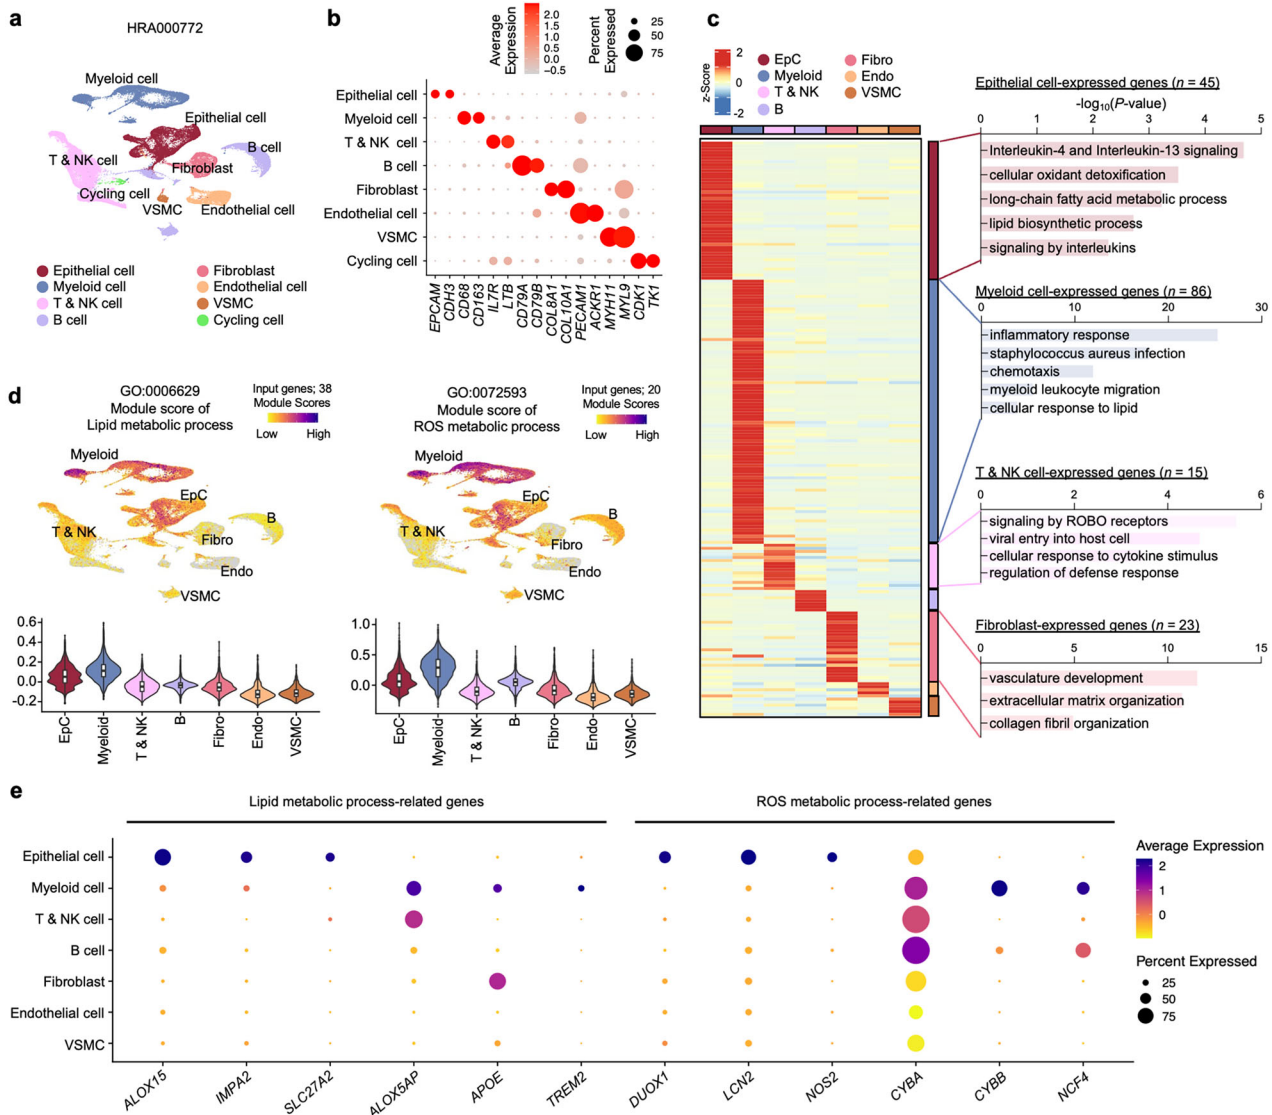 a
HRA000772
Myeloid cell
Epithelial cell
B cell
T & NK cell
Fibroblast
Cycling cell
VSMC
Endothelial cell
Epithelial cell
Myeloid cell
T & NK cell
B cell
Fibroblast
Endothelial cell
VSMC
Cycling cell
b
Average
Expression
2.0
1.5
1.0
0.5
0.0
−0.5
Percent
Expressed
25
50
75
Epithelial cell
Myeloid cell
T & NK cell
B cell
Fibroblast
Endothelial cell
VSMC
Cycling cell
EPCAM
CDH3
CD68
CD163
IL7R
LTB
CD79A
CD79B
COL8A1
COL10A1
PECAM1
ACKR1
MYH11
MYL9
CDK1
TK1
c
z-Score
2
0
-2
EpC
Myeloid
T & NK
B
Fibro
Endo
VSMC
Epithelial cell-expressed genes (n = 45)
-log10(P-value)
0 1 2 3 4 5
Interleukin-4 and Interleukin-13 signaling
cellular oxidant detoxification
long-chain fatty acid metabolic process
lipid biosynthetic process
signaling by interleukins
Myeloid cell-expressed genes (n = 86)
0 10 20 30
inflammatory response
staphylococcus aureus infection
chemotaxis
myeloid leukocyte migration
cellular response to lipid
T & NK cell-expressed genes (n = 15)
0 2 4 6
signaling by ROBO receptors
viral entry into host cell
cellular response to cytokine stimulus
regulation of defense response
Fibroblast-expressed genes (n = 23)
0 5 10 15
vasculature development
extracellular matrix organization
collagen fibril organization
d
GO:0006629
Module score of
Lipid metabolic process
Input genes; 38
Module Scores
Low High
Myeloid
EpC
T & NK
B
Fibro
Endo
VSMC
0.6
0.4
0.2
0.0
-0.2
EpC
Myeloid
T & NK
B
Fibro
Endo
VSMC
GO:0072593
Module score of
ROS metabolic process
Input genes; 20
Module Scores
Low High
Myeloid
EpC
T & NK
B
Fibro
Endo
VSMC
1.0
0.5
0.0
EpC
Myeloid
T & NK
B
Fibro
Endo
VSMC
e
Lipid metabolic process-related genes
ROS metabolic process-related genes
Epithelial cell
Myeloid cell
T & NK cell
B cell
Fibroblast
Endothelial cell
VSMC
ALOX15
IMPA2
SLC27A2
ALOX5AP
APOE
TREM2
DUOX1
LCN2
NOS2
CYBA
CYBB
NCF4
Average Expression
2
1
0
Percent Expressed
25
50
75